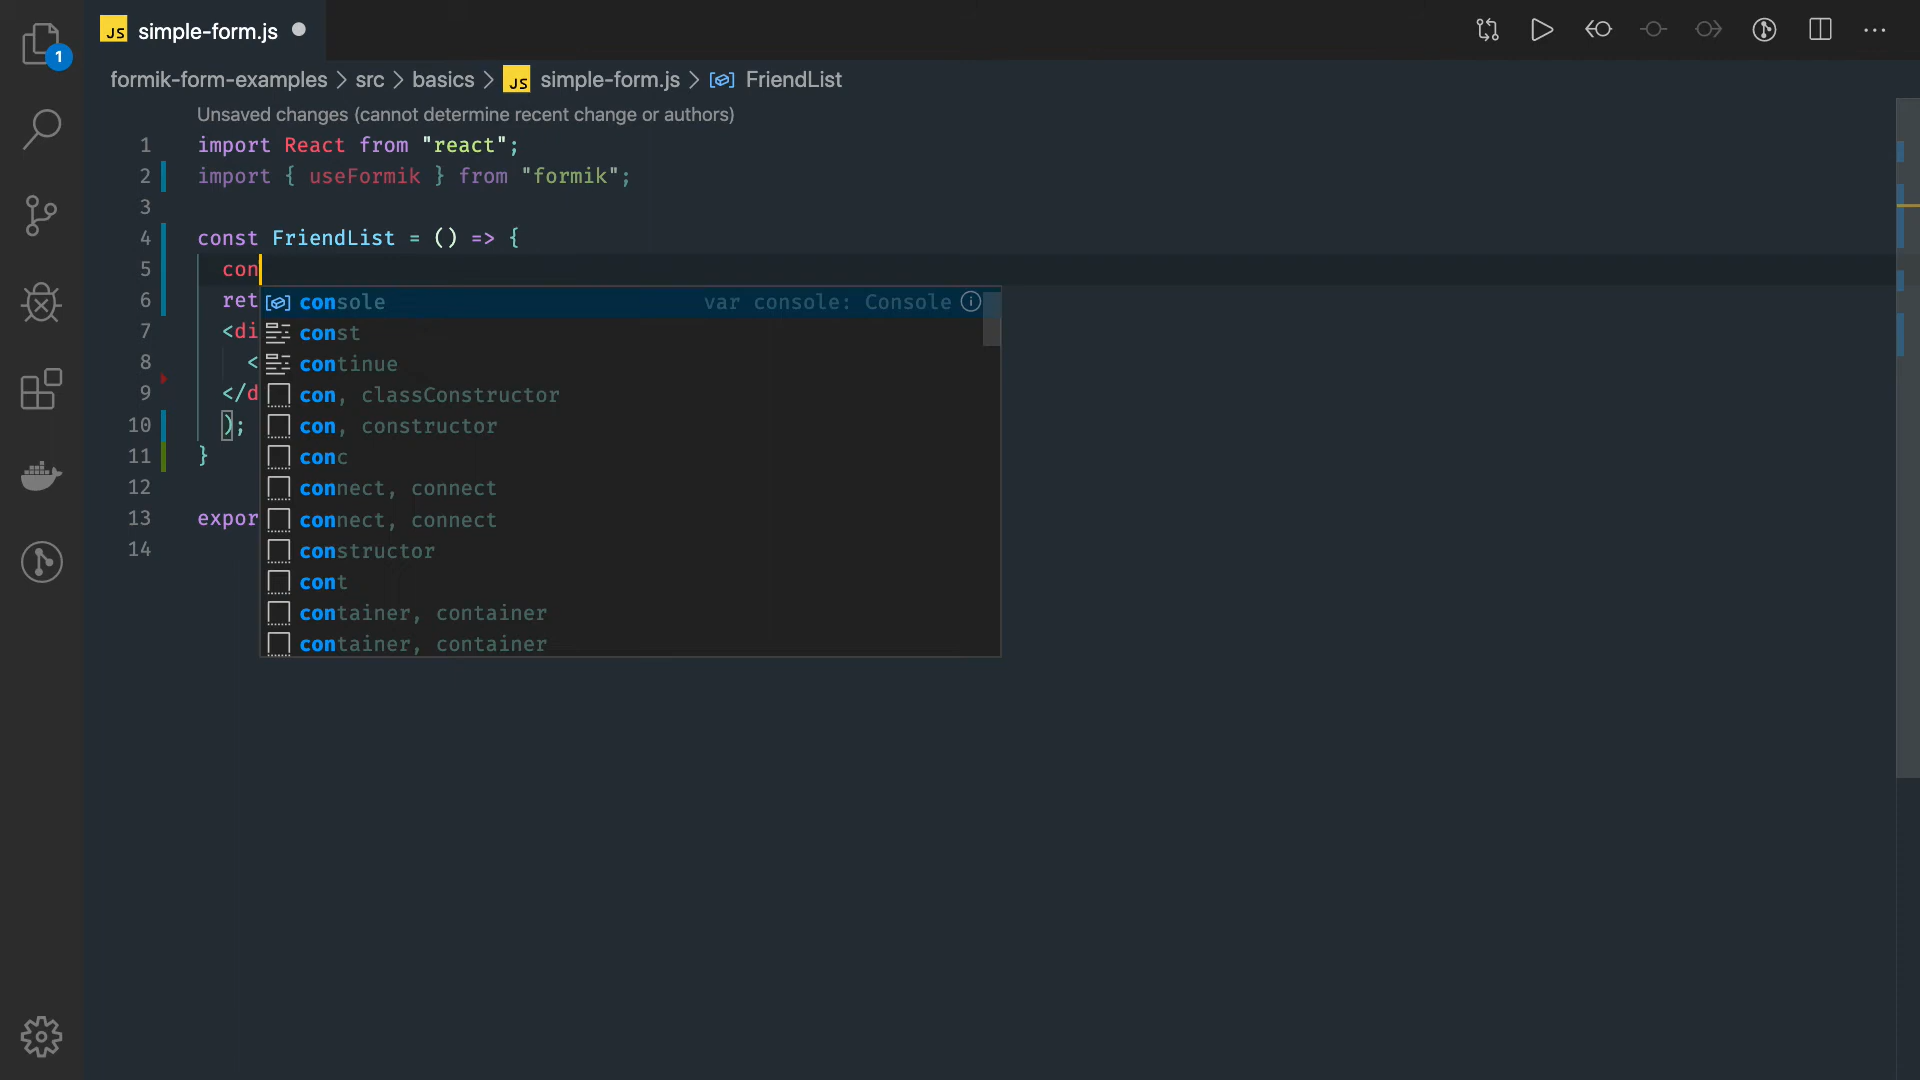 JS simple-form.js
1
formik-form-examples > src > basics > JS simple-form.js > FriendList
Unsaved changes (cannot determine recent change or authors)
1 import React from "react";
2 import { useFormik } from "formik";
3
4 const FriendList = () => {
5 con
6 ret
7 <di
8 <
9 </d
10 );
11 }
12
13 expor
14
console var console: Console
const
continue
con, classConstructor
con, constructor
conc
connect, connect
connect, connect
constructor
cont
container, container
container, container